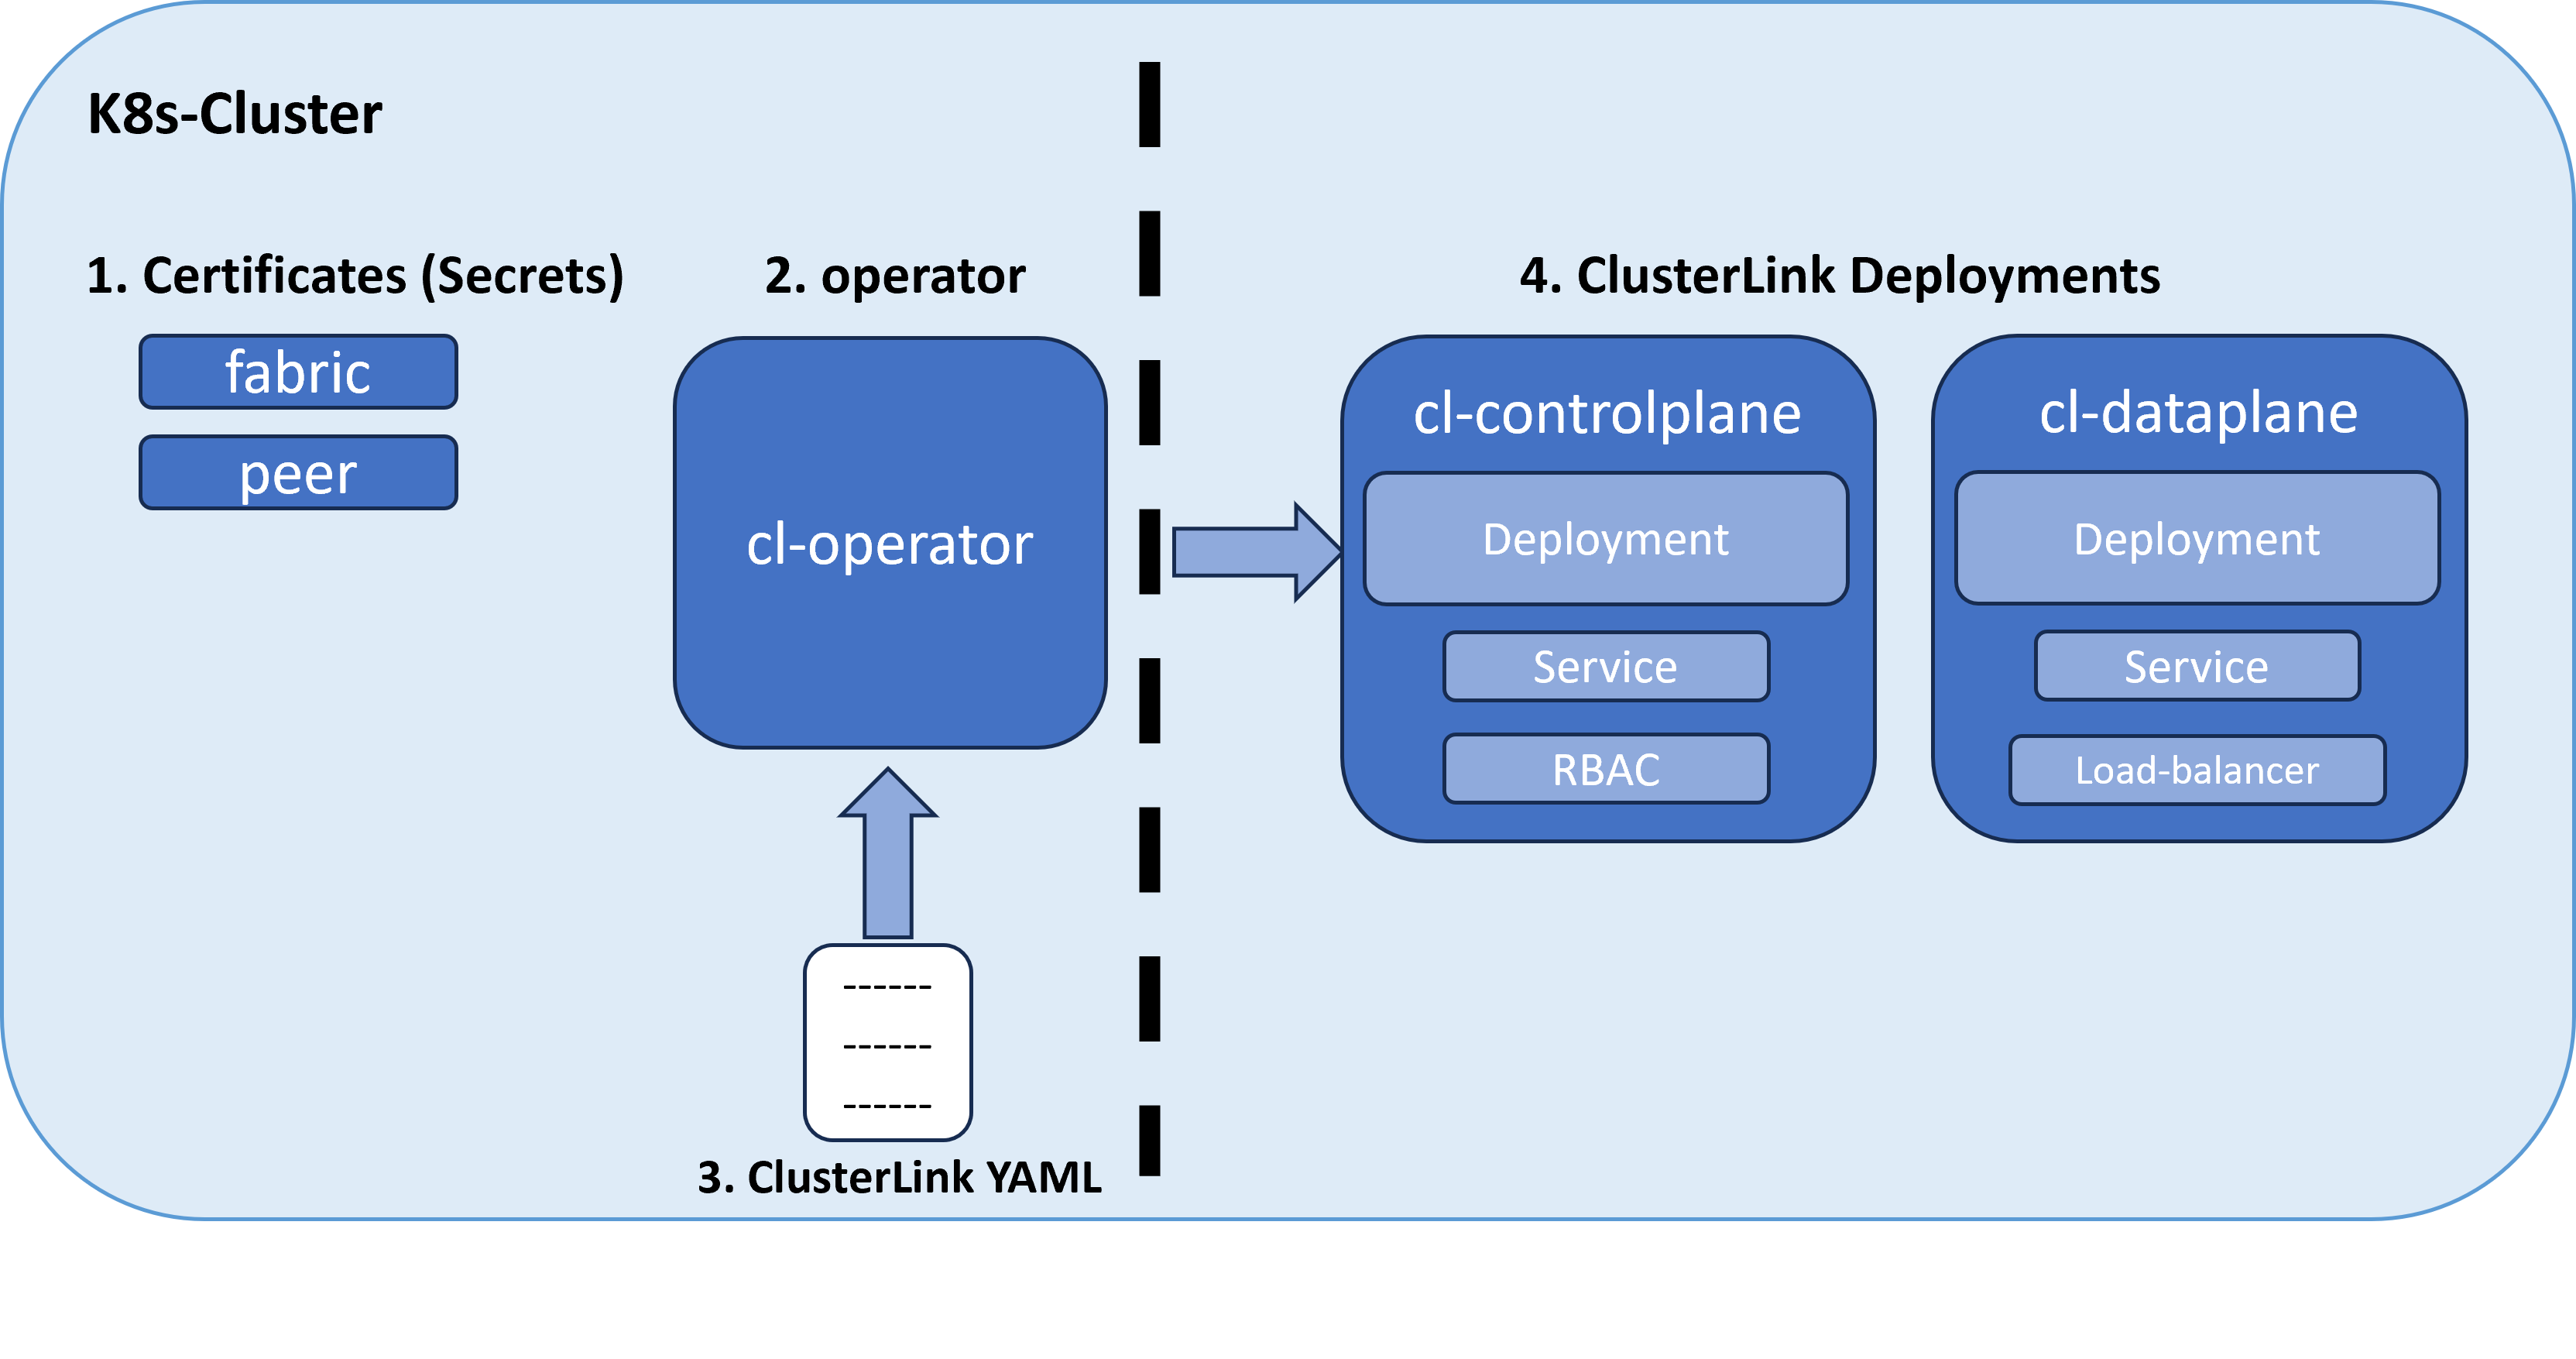 K8s-Cluster
1. Certificates (Secrets)
fabric
peer
2. operator
cl-operator
------
------
------
3. ClusterLink YAML
4. ClusterLink Deployments
cl-controlplane
Deployment
Service
RBAC
cl-dataplane
Deployment
Service
Load-balancer